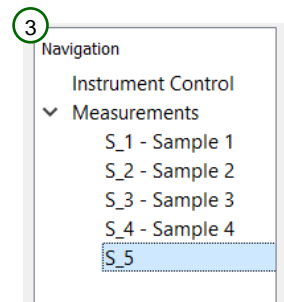 3
Navigation
Instrument Control
Measurements
S_1 - Sample 1
S_2 - Sample 2
S_3 - Sample 3
S_4 - Sample 4
S_5